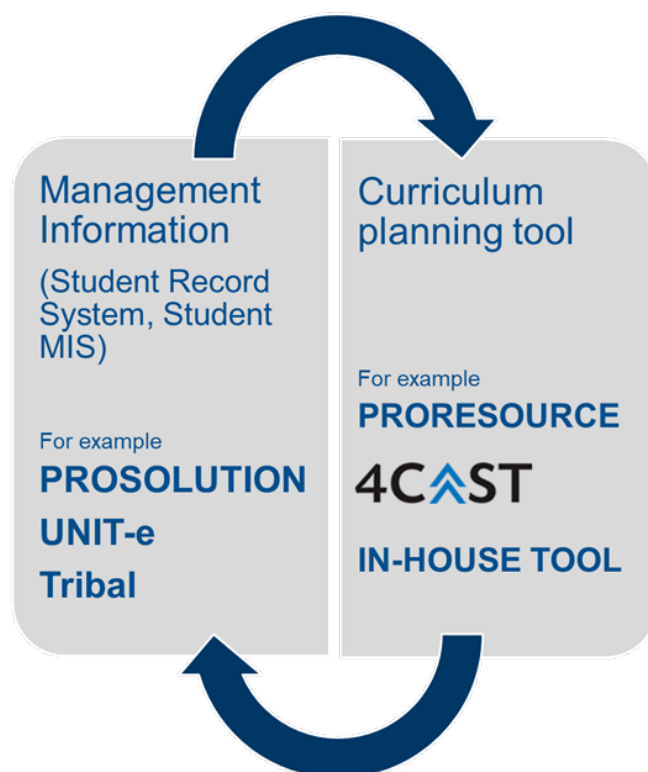 Management
Information
(Student Record
System, Student
MIS)
For example
PROSOLUTION
UNIT-e
Tribal
Curriculum
planning tool
For example
PRORESOURCE
4CAST
IN-HOUSE TOOL